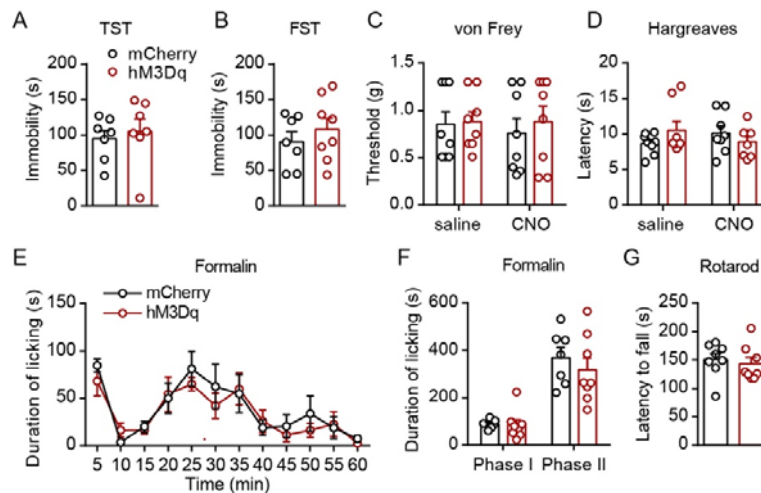 A
TST
mCherry
hM3Dq
Immobility (s)
200
150
100
50
0
B
FST
Immobility (s)
200
150
100
50
0
C
von Frey
Threshold (g)
1.5
1.0
0.5
0.0
saline
CNO
D
Hargreaves
Latency (s)
25
20
15
10
5
0
saline
CNO
E
Formalin
mCherry
hM3Dq
Duration of licking (s)
150
100
50
0
5 10 15 20 25 30 35 40 45 50 55 60
Time (min)
F
Formalin
Duration of licking (s)
600
400
200
0
Phase I
Phase II
G
Rotarod
Latency to fall (s)
250
200
150
100
50
0